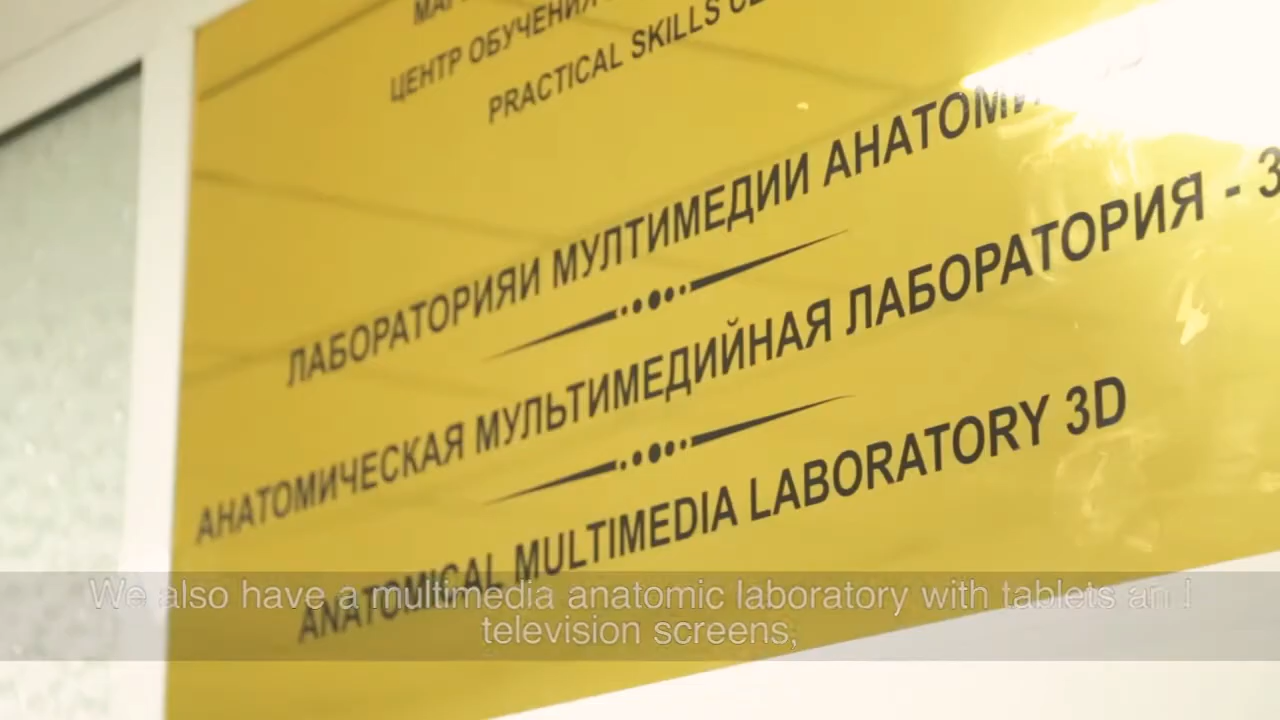 ЦЕНТР ОБУЧЕНИЯ
PRACTICAL SKILLS
ЛАБОРАТОРИЯИ МУЛТИМЕДИИ
АНАТОМИЧЕСКАЯ МУЛЬТИМЕДИЙНАЯ ЛАБОРАТОРИЯ - 3
ANATOMICAL MULTIMEDIA LABORATORY 3D
We also have a multimedia anatomic laboratory with tablets and
television screens,